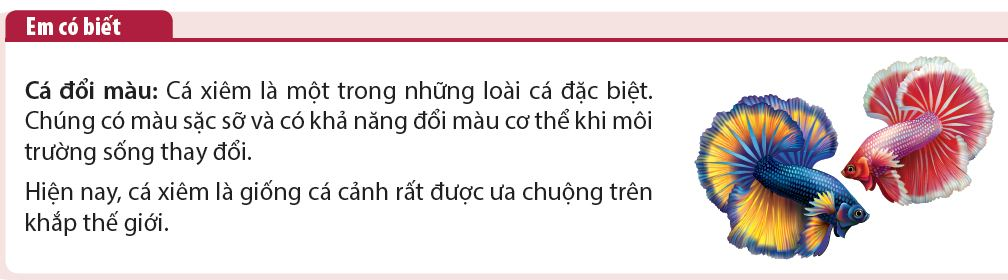 Em có biết
Cá đổi màu: Cá xiêm là một trong những loài cá đặc biệt.
Chúng có màu sặc sỡ và có khả năng đổi màu cơ thể khi môi
trường sống thay đổi.
Hiện nay, cá xiêm là giống cá cảnh rất được ưa chuộng trên
khắp thế giới.